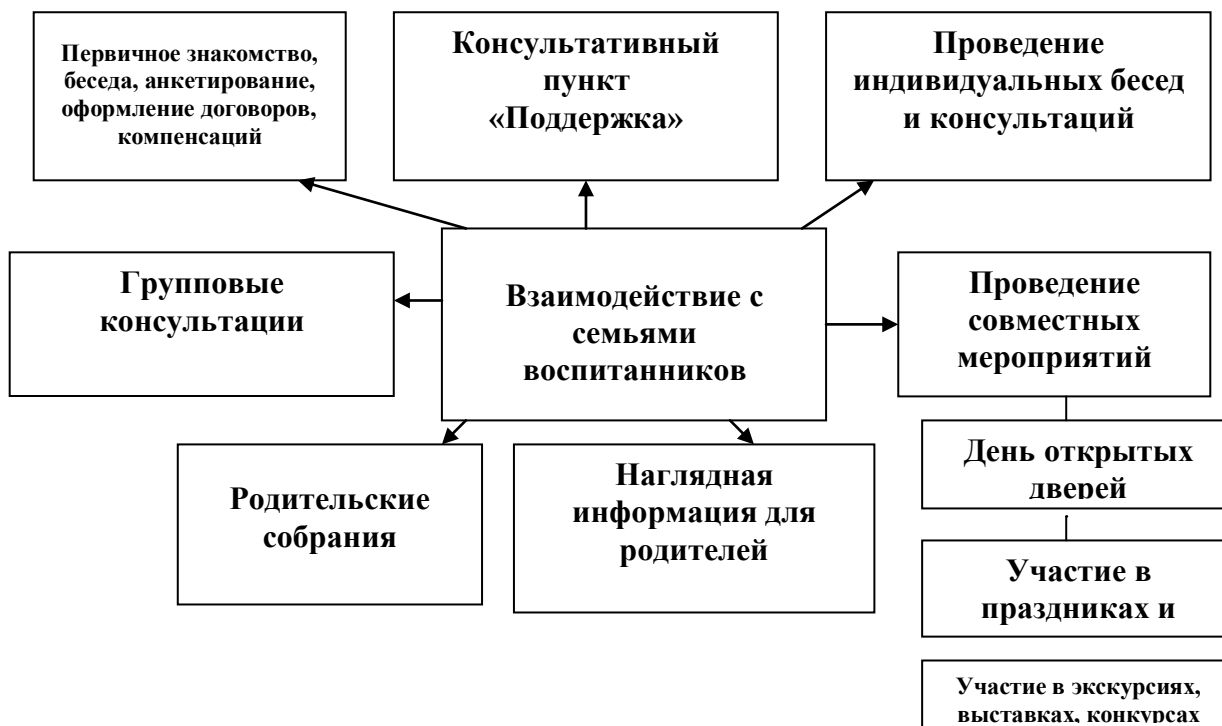 Первичное знакомство,
беседа, анкетирование,
оформление договоров,
компенсаций
Консультативный
пункт
«Поддержка»
Проведение
индивидуальных бесед
и консультаций
Групповые
консультации
Взаимодействие с
семьями
воспитанников
Проведение
совместных
мероприятий
Родительские
собрания
Наглядная
информация для
родителей
День открытых
дверей
Участие в
праздниках и
Участие в экскурсиях,
выставках, конкурсах